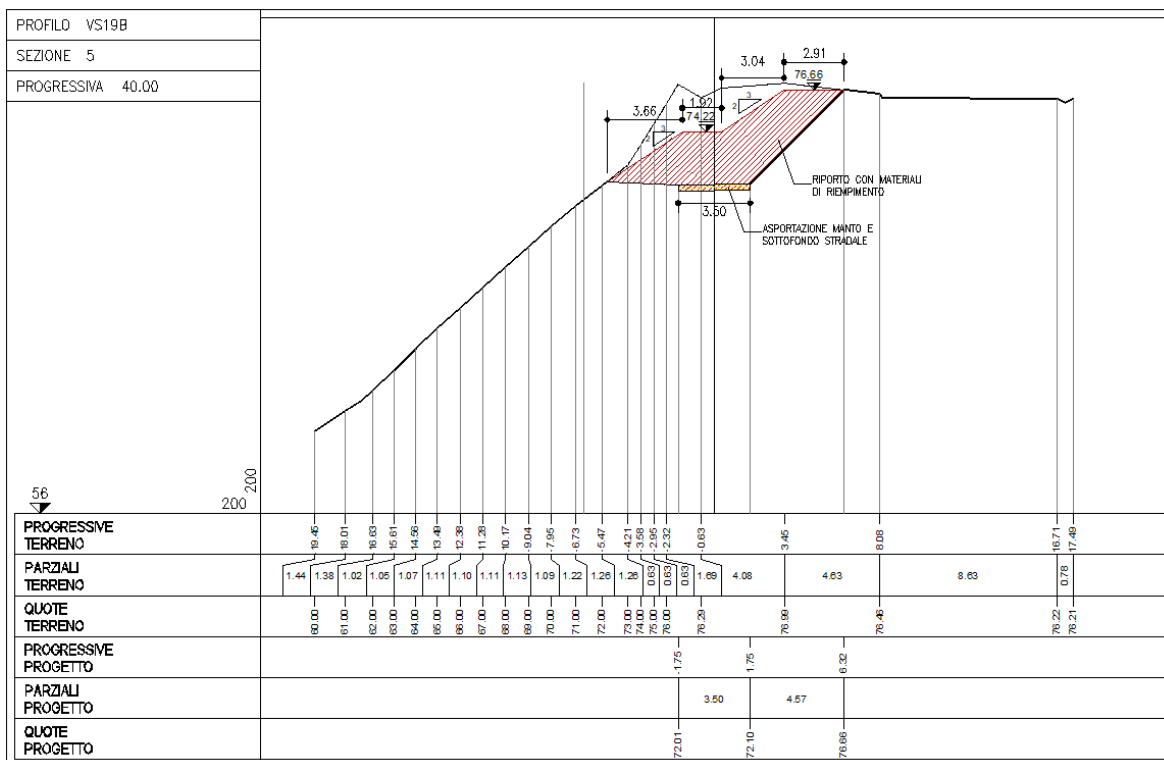 PROFILO VS19B
SEZIONE 5
PROGRESSIVA 40.00
2.91
3.04
76.66
3
2
1.92
3.66
74.22
3
2
RIPORTO CON MATERIALI
DI RIEMPIMENTO
3.50
ASPORTAZIONE MANTO E
SOTTOFONDO STRADALE
56
200
200
PROGRESSIVE
TERRENO
19.45 18.01 16.63 15.61 14.56 13.49 12.38 11.28 10.17 -9.04 -7.95 -6.73 -5.47 -4.21 -3.58 -2.95 -2.32 -0.63 3.45 8.08 16.71 17.49
PARZIALI
TERRENO
1.44 1.38 1.02 1.05 1.07 1.11 1.10 1.11 1.13 1.09 1.22 1.26 1.26 0.63 0.63 0.63 1.69 4.08 4.63 8.63 0.78
QUOTE
TERRENO
60.00 61.00 62.00 63.00 64.00 65.00 66.00 67.00 68.00 69.00 70.00 71.00 72.00 73.00 74.00 75.00 76.00 76.29 76.99 76.46 76.22 76.21
PROGRESSIVE
PROGETTO
-1.75 1.75 6.32
PARZIALI
PROGETTO
3.50 4.57
QUOTE
PROGETTO
72.01 72.10 76.66